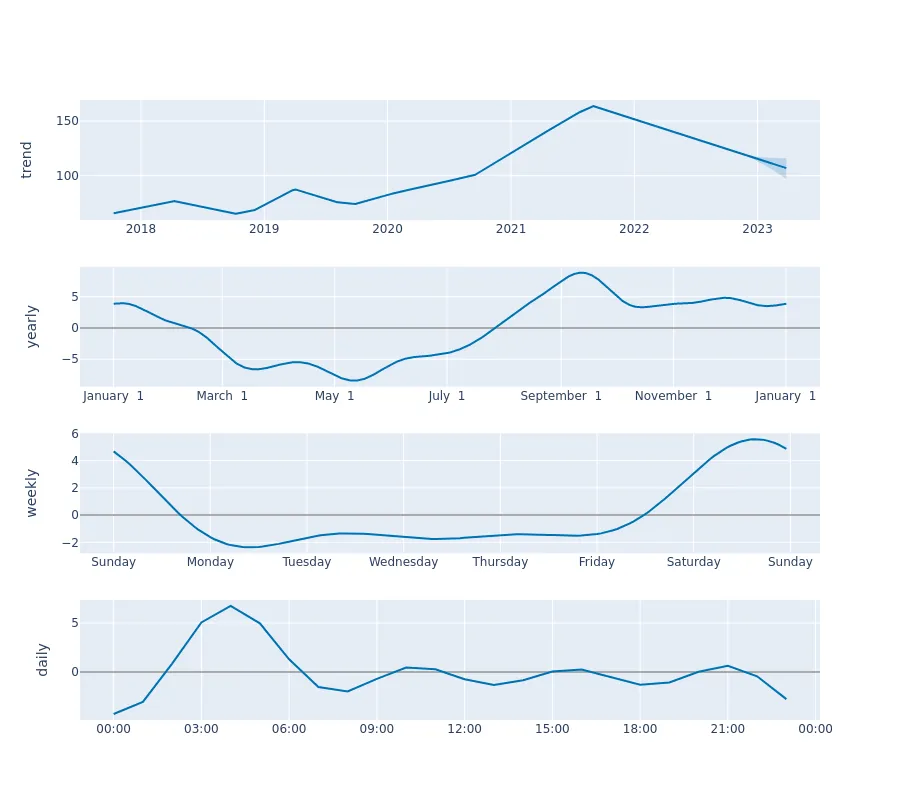 trend
150
100
2018 2019 2020 2021 2022 2023
yearly
5
0
−5
January 1 March 1 May 1 July 1 September 1 November 1 January 1
weekly
6
4
2
0
−2
Sunday Monday Tuesday Wednesday Thursday Friday Saturday Sunday
daily
5
0
00:00 03:00 06:00 09:00 12:00 15:00 18:00 21:00 00:00